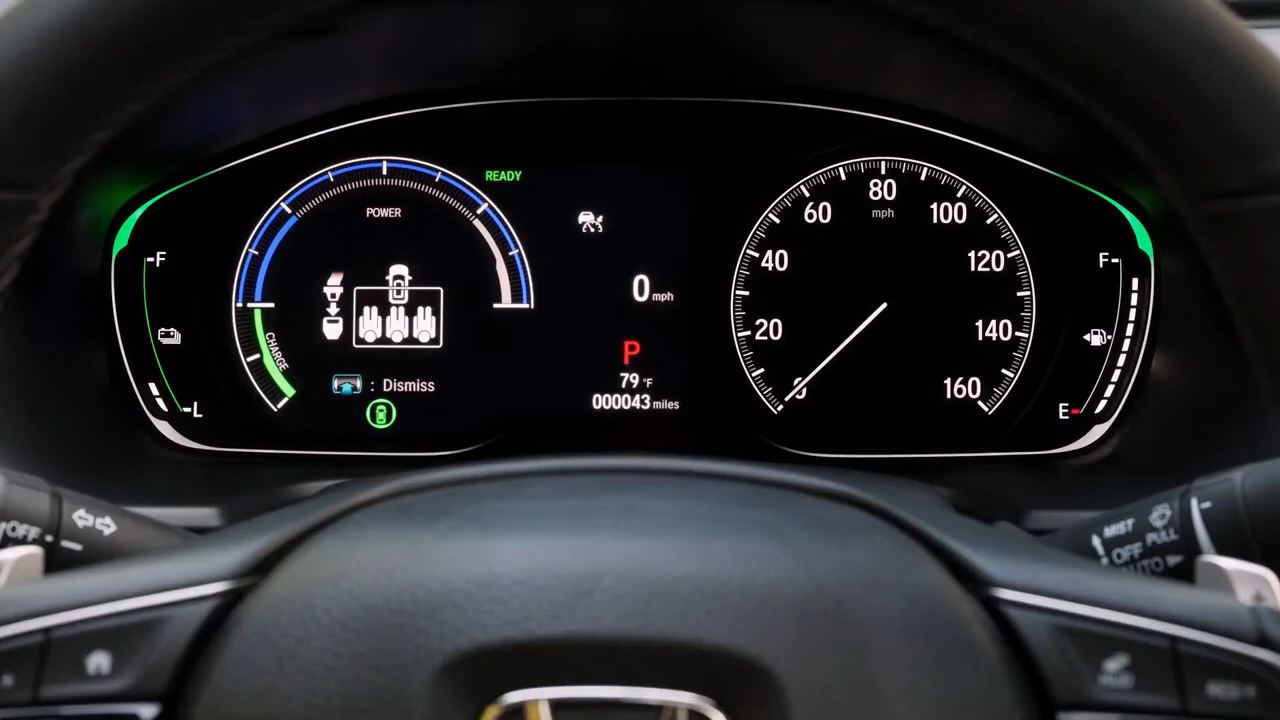 READY
POWER
CHARGE
: Dismiss
F
L
0 mph
P
79 °F
000043 miles
0
20
40
60
80
mph
100
120
140
160
F
E
OFF
MIST
OFF PULL
AUTO